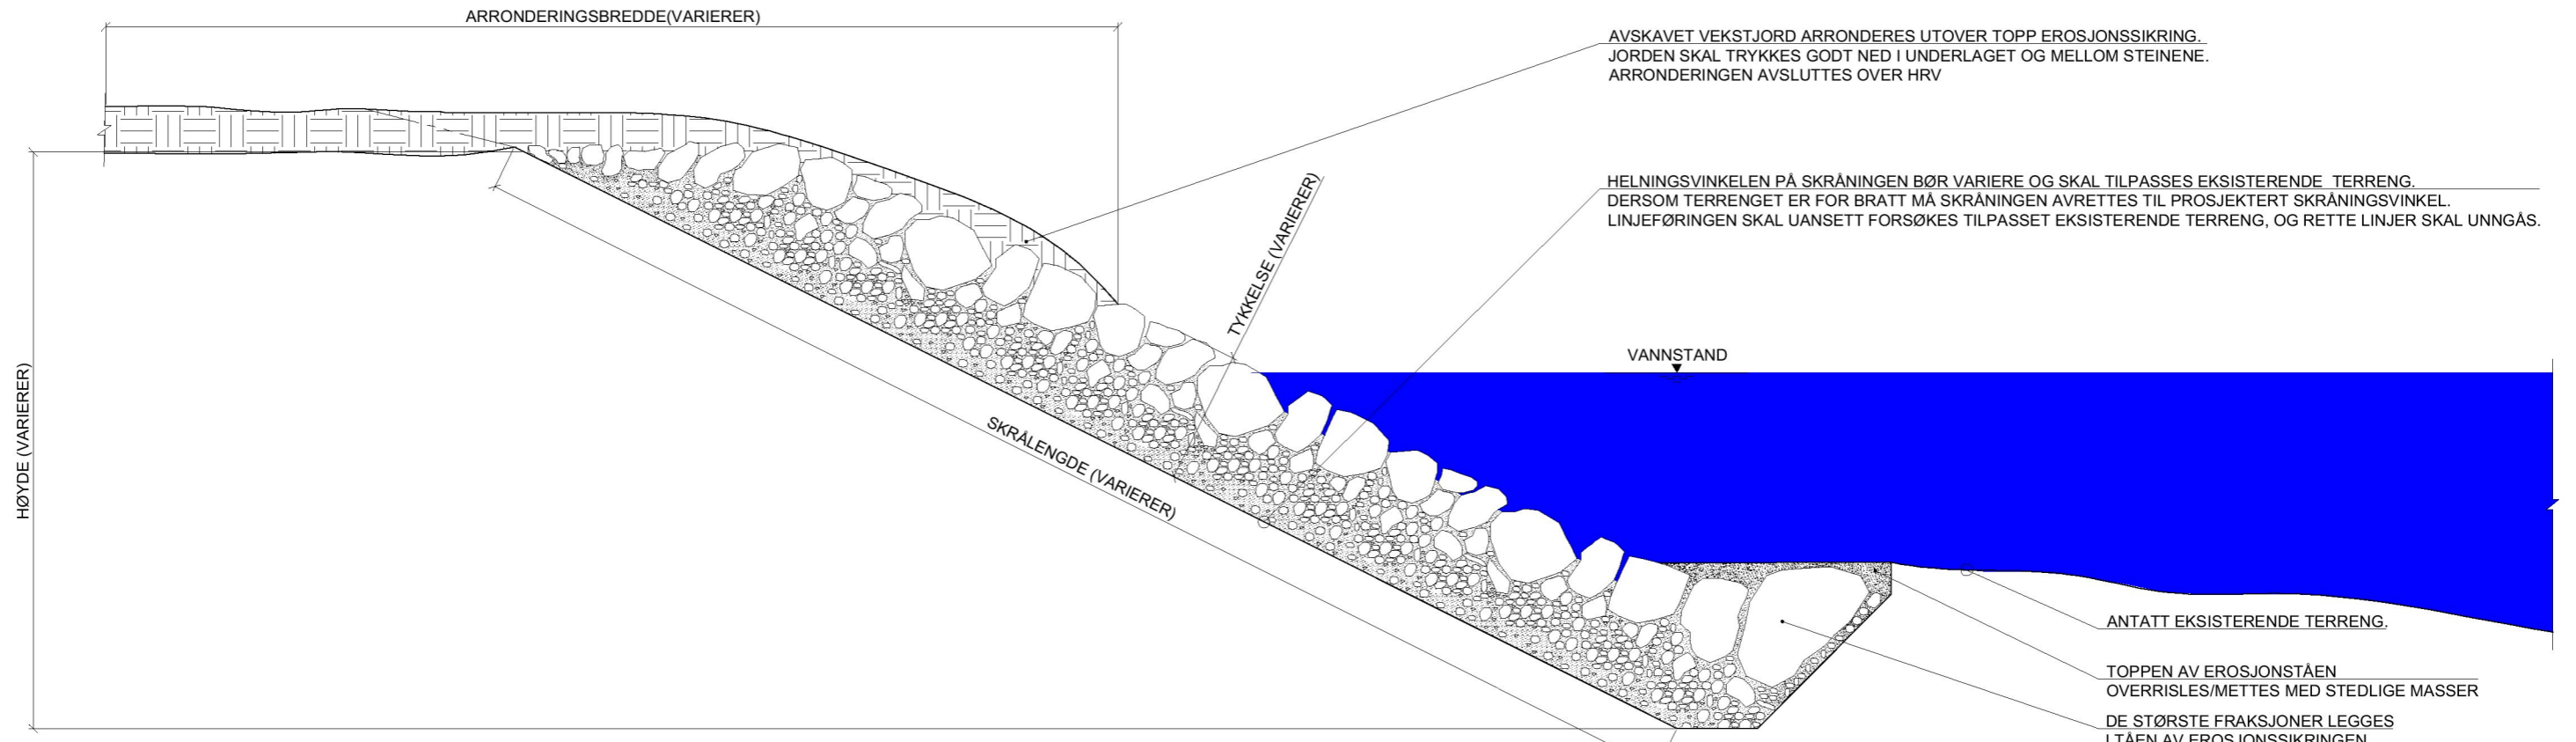 ARRONDERINGSBREDDE(VARIERER)
AVSKAVET VEKSTJORD ARRONDERES UTOVER TOPP EROSJONSSIKRING.
JORDEN SKAL TRYKKES GODT NED I UNDERLAGET OG MELLOM STEINENE.
ARRONDERINGEN AVSLUTTES OVER HRV
HELNINGSVINKELEN PÅ SKRÅNINGEN BØR VARIERE OG SKAL TILPASSES EKSISTERENDE TERRENG.
DERSOM TERRENGET ER FOR BRATT MÅ SKRÅNINGEN AVRETTES TIL PROSJEKTERT SKRÅNINGSVINKEL.
LINJEFØRINGEN SKAL UANSETT FORSØKES TILPASSET EKSISTERENDE TERRENG, OG RETTE LINJER SKAL UNNGÅS.
TYKKELSE (VARIERER)
VANNSTAND
HØYDE (VARIERER)
SKRÅLENGDE (VARIERER)
ANTATT EKSISTERENDE TERRENG.
TOPPEN AV EROSJONSTÅEN
OVERRISLES/METTES MED STEDLIGE MASSER
DE STØRSTE FRAKSJONER LEGGES
I TÅEN AV EROSJONSSIKRINGEN